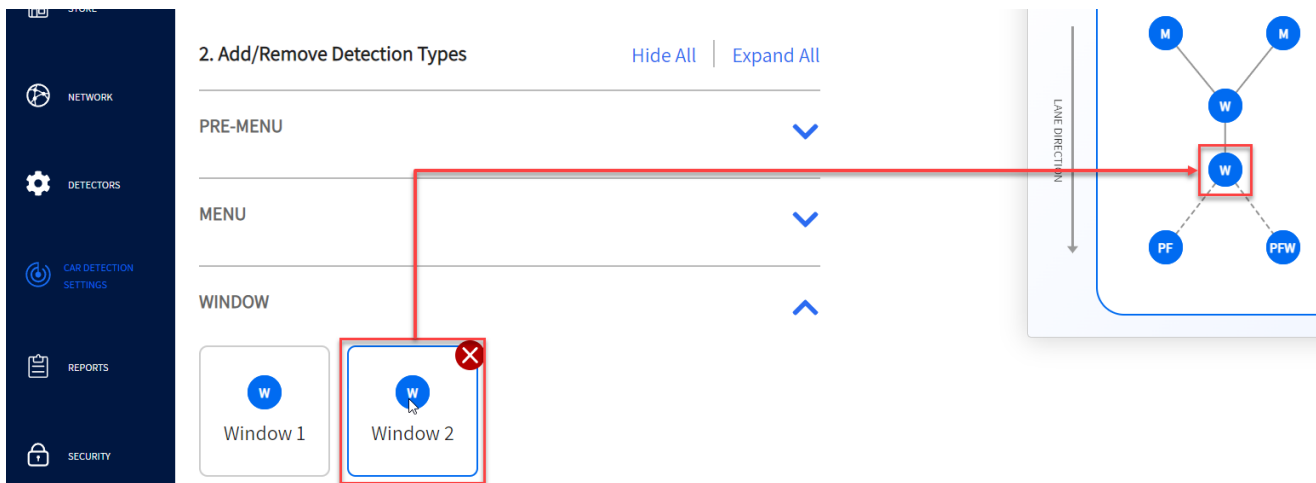 STORE
NETWORK
DETECTORS
CAR DETECTION
SETTINGS
REPORTS
SECURITY
2. Add/Remove Detection Types
Hide All
Expand All
PRE-MENU
MENU
WINDOW
W
Window 1
W
Window 2
LANE DIRECTION
M
M
W
W
PF
PFW